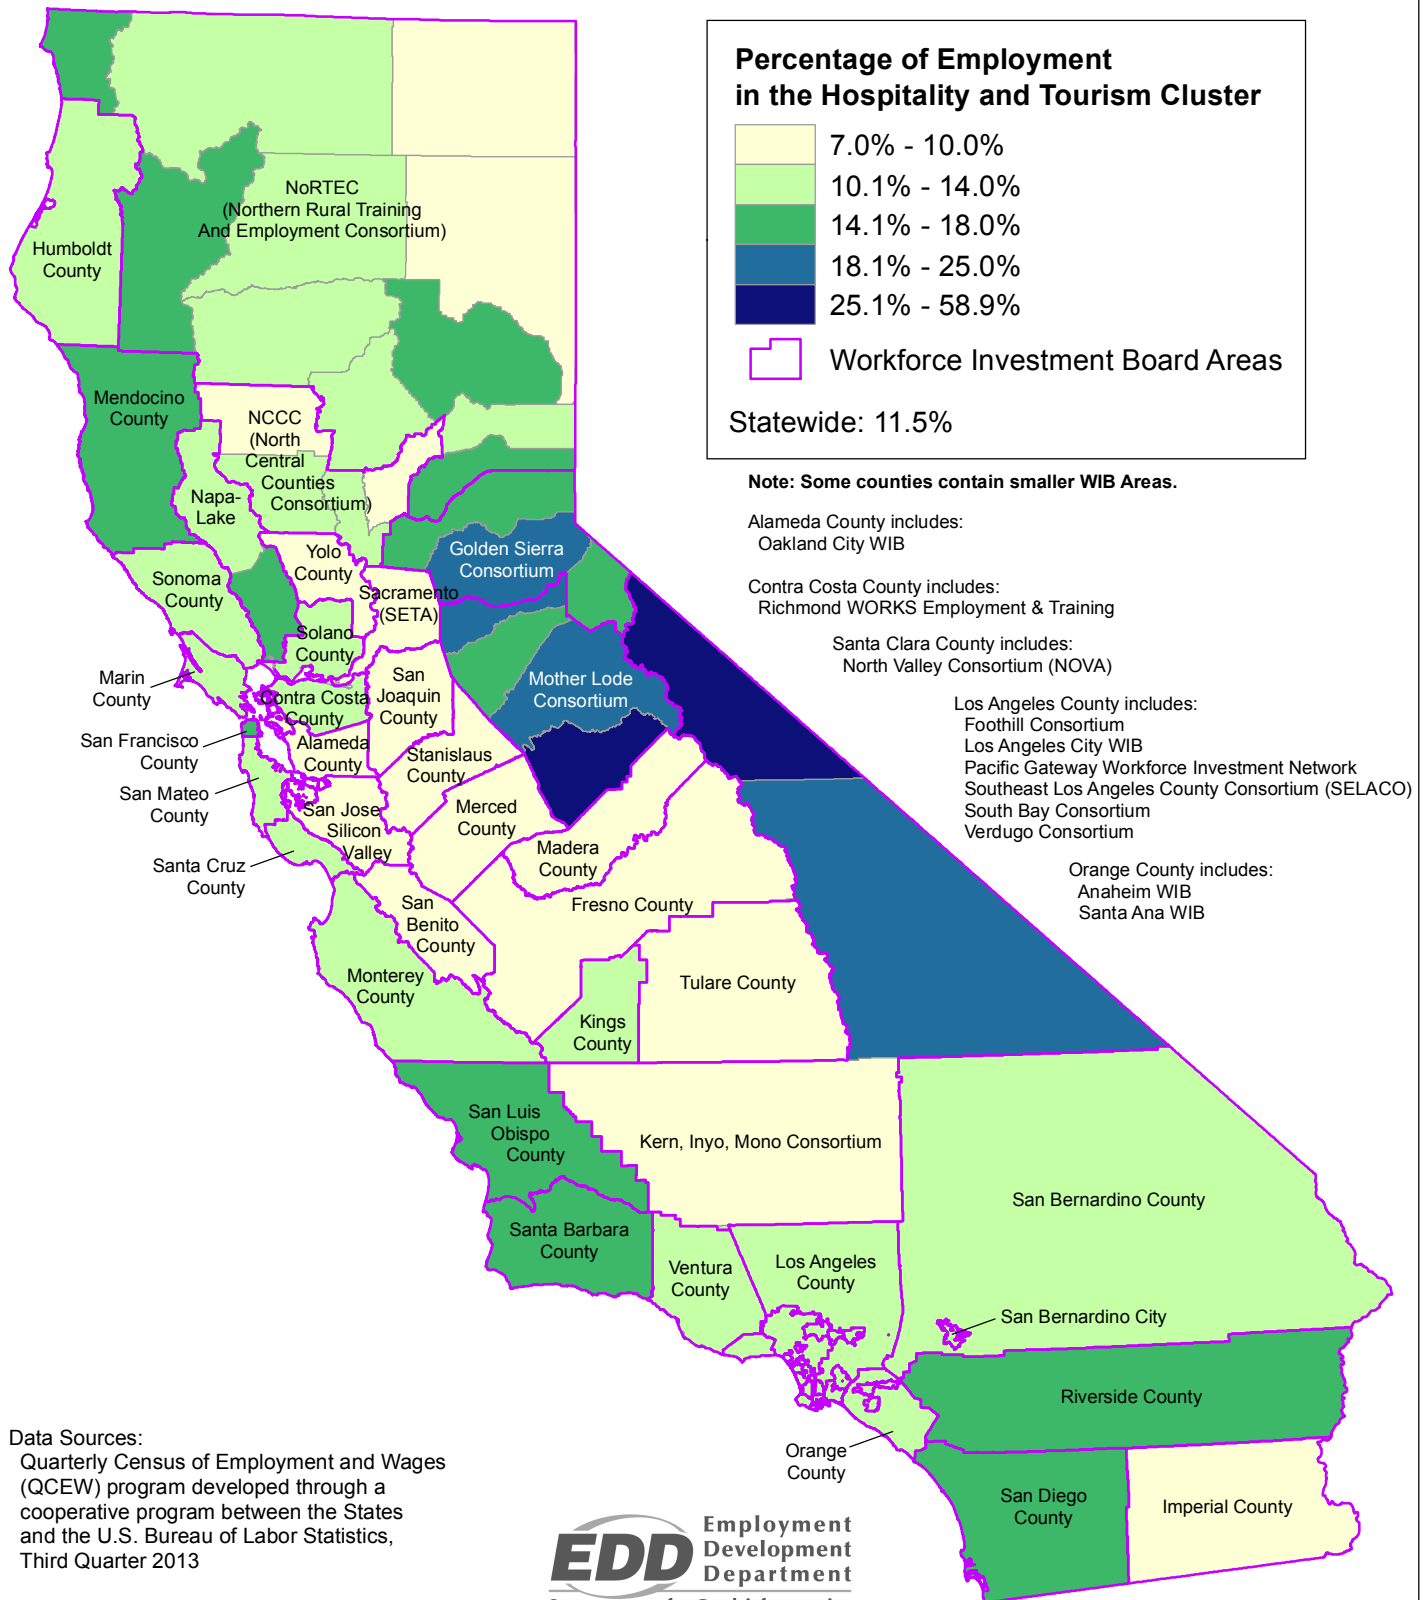 Percentage of Employment
in the Hospitality and Tourism Cluster
7.0% - 10.0%
10.1% - 14.0%
14.1% - 18.0%
18.1% - 25.0%
25.1% - 58.9%
Workforce Investment Board Areas
Statewide: 11.5%
Note: Some counties contain smaller WIB Areas.
Alameda County includes:
Oakland City WIB
Contra Costa County includes:
Richmond WORKS Employment & Training
Santa Clara County includes:
North Valley Consortium (NOVA)
Los Angeles County includes:
Foothill Consortium
Los Angeles City WIB
Pacific Gateway Workforce Investment Network
Southeast Los Angeles County Consortium (SELACO)
South Bay Consortium
Verdugo Consortium
Orange County includes:
Anaheim WIB
Santa Ana WIB
NoRTEC
(Northern Rural Training
And Employment Consortium)
Humboldt
County
Mendocino
County
NCCC
(North
Central
Counties
Consortium)
Napa-
Lake
Yolo
County
Golden Sierra
Consortium
Sonoma
County
Sacramento
(SETA)
Solano
County
Marin
County
Contra Costa
County
San
Joaquin
County
Mother Lode
Consortium
San Francisco
County
Alameda
County
Stanislaus
County
San Mateo
County
San Jose
Silicon
Valley
Merced
County
Santa Cruz
County
Madera
County
San
Benito
County
Fresno County
Monterey
County
Tulare County
Kings
County
San Luis
Obispo
County
Kern, Inyo, Mono Consortium
San Bernardino County
Santa Barbara
County
Ventura
County
Los Angeles
County
San Bernardino City
Riverside County
Orange
County
San Diego
County
Imperial County
Data Sources:
Quarterly Census of Employment and Wages
(QCEW) program developed through a
cooperative program between the States
and the U.S. Bureau of Labor Statistics,
Third Quarter 2013
EDD
Employment
Development
Department